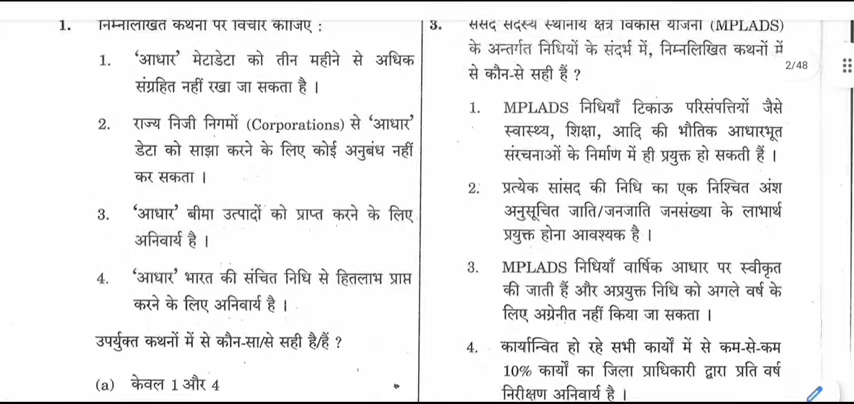 1. निम्नलिखित कथनों पर विचार कीजिए :
1. ‘आधार’ मेटाडेटा को तीन महीने से अधिक
संग्रहित नहीं रखा जा सकता है ।
2. राज्य निजी निगमों (Corporations) से ‘आधार’
डेटा को साझा करने के लिए कोई अनुबंध नहीं
कर सकता ।
3. ‘आधार’ बीमा उत्पादों को प्राप्त करने के लिए
अनिवार्य है ।
4. ‘आधार’ भारत की संचित निधि से हितलाभ प्राप्त
करने के लिए अनिवार्य है ।
उपर्युक्त कथनों में से कौन-सा/से सही है/हैं ?
(a) केवल 1 और 4
3. संसद सदस्य स्थानीय क्षेत्र विकास योजना (MPLADS)
के अन्तर्गत निधियों के संदर्भ में, निम्नलिखित कथनों में
से कौन-से सही हैं ?
2/48
1. MPLADS निधियाँ टिकाऊ परिसंपत्तियों जैसे
स्वास्थ्य, शिक्षा, आदि की भौतिक आधारभूत
संरचनाओं के निर्माण में ही प्रयुक्त हो सकती हैं ।
2. प्रत्येक सांसद की निधि का एक निश्चित अंश
अनुसूचित जाति/जनजाति जनसंख्या के लाभार्थ
प्रयुक्त होना आवश्यक है ।
3. MPLADS निधियाँ वार्षिक आधार पर स्वीकृत
की जाती हैं और अप्रयुक्त निधि को अगले वर्ष के
लिए अग्रेनीत नहीं किया जा सकता ।
4. कार्यान्वित हो रहे सभी कार्यों में से कम-से-कम
10% कार्यों का जिला प्राधिकारी द्वारा प्रति वर्ष
निरीक्षण अनिवार्य है ।